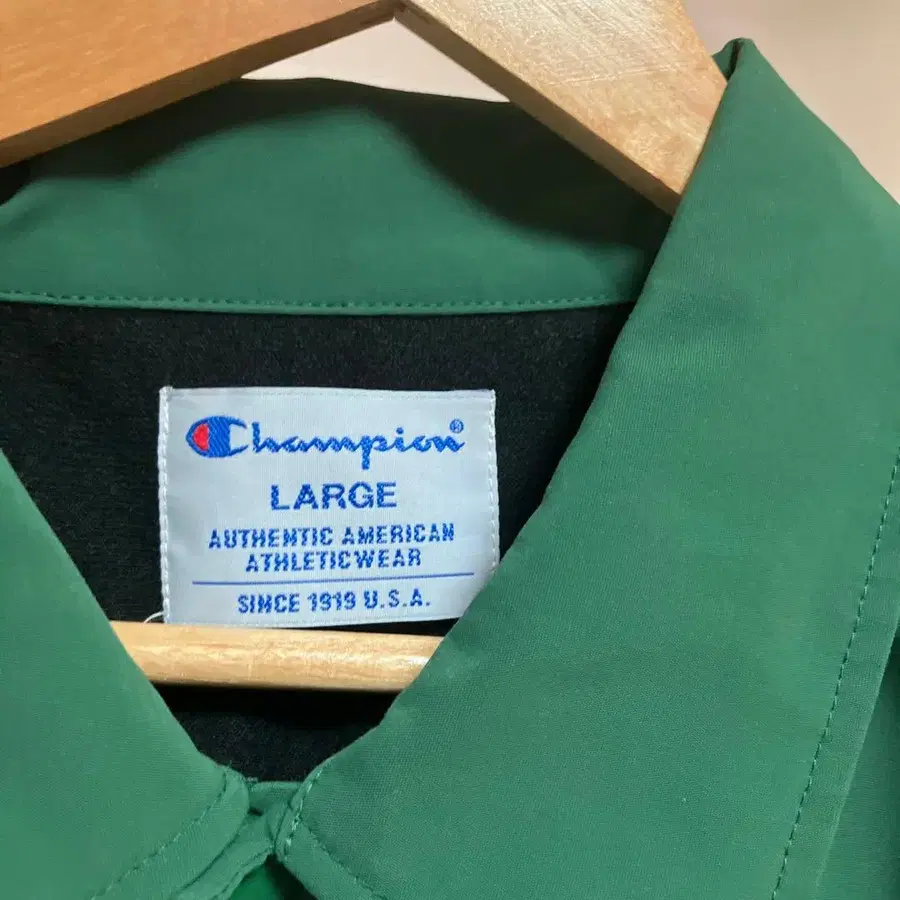 Champion®
LARGE
AUTHENTIC AMERICAN
ATHLETICWEAR
SINCE 1919 U.S.A.